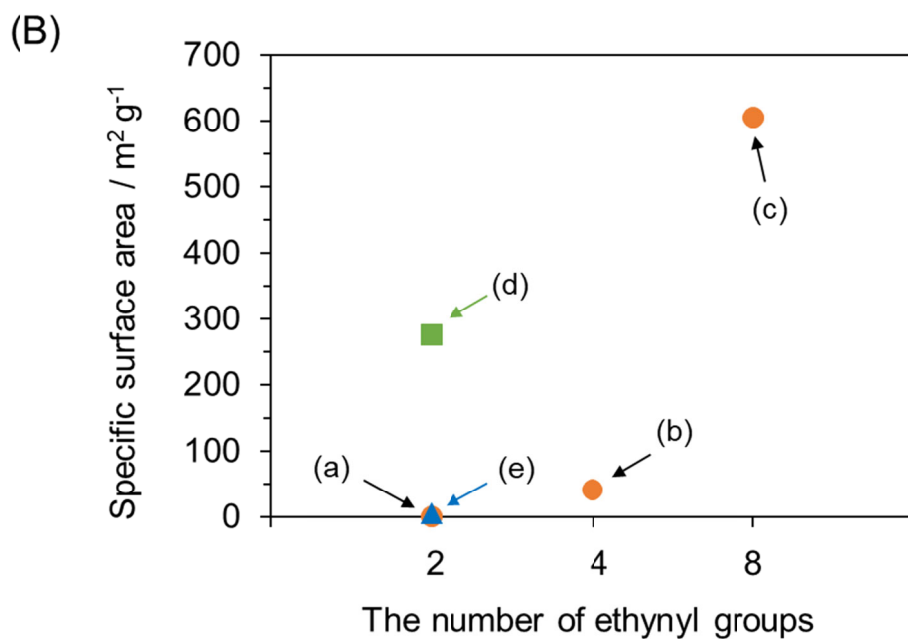 (B)
700
600
500
400
300
200
100
0
Specific surface area / m² g⁻¹
(c)
(d)
(b)
(a)
(e)
2 4 8
The number of ethynyl groups